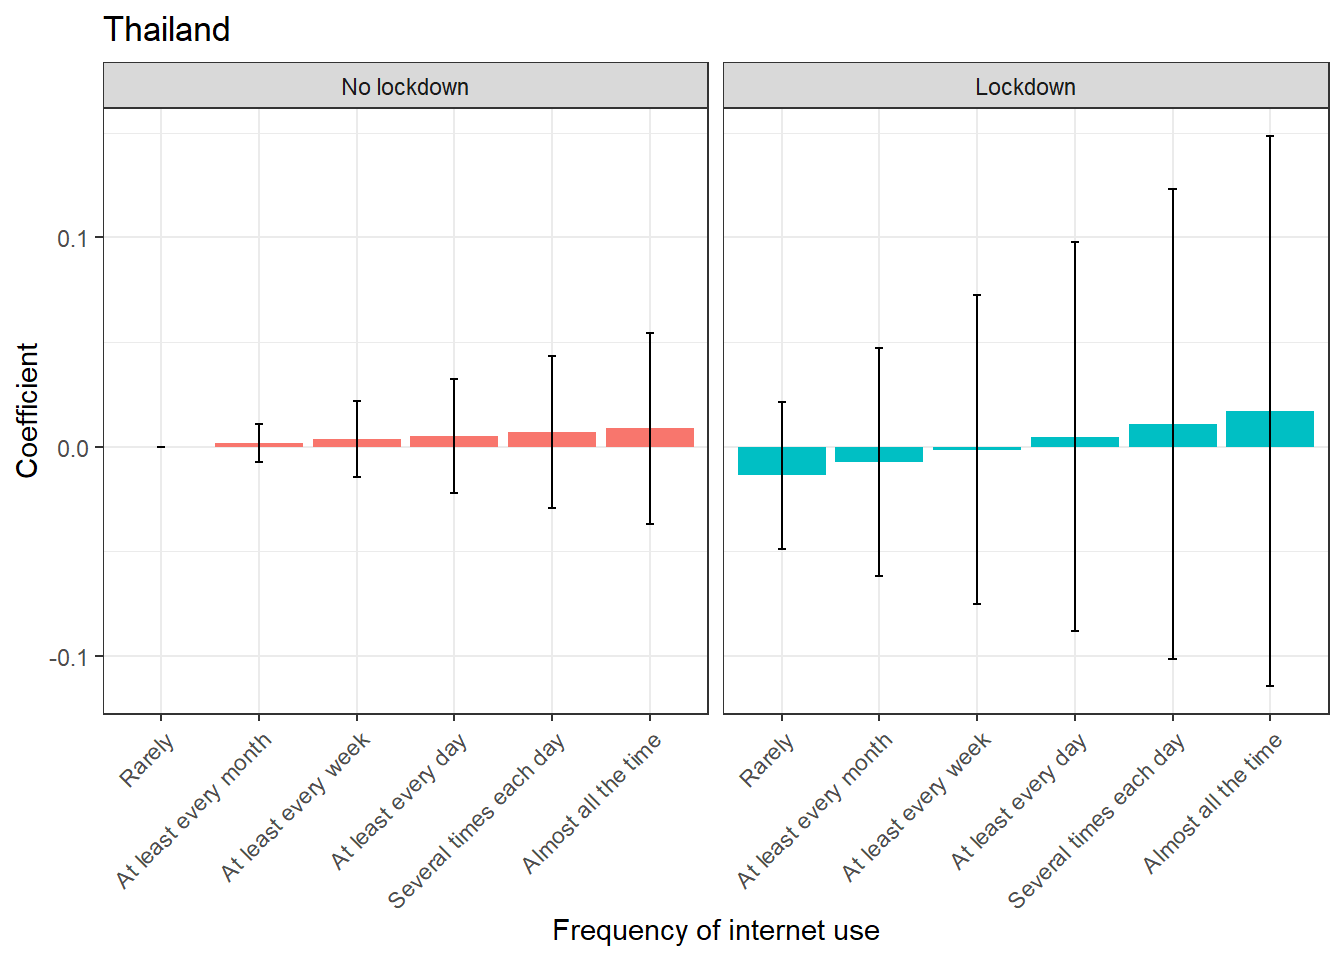 Thailand
No lockdown
Lockdown
Coefficient
0.1
0.0
-0.1
Rarely
At least every month
At least every week
At least every day
Several times each day
Almost all the time
Rarely
At least every month
At least every week
At least every day
Several times each day
Almost all the time
Frequency of internet use